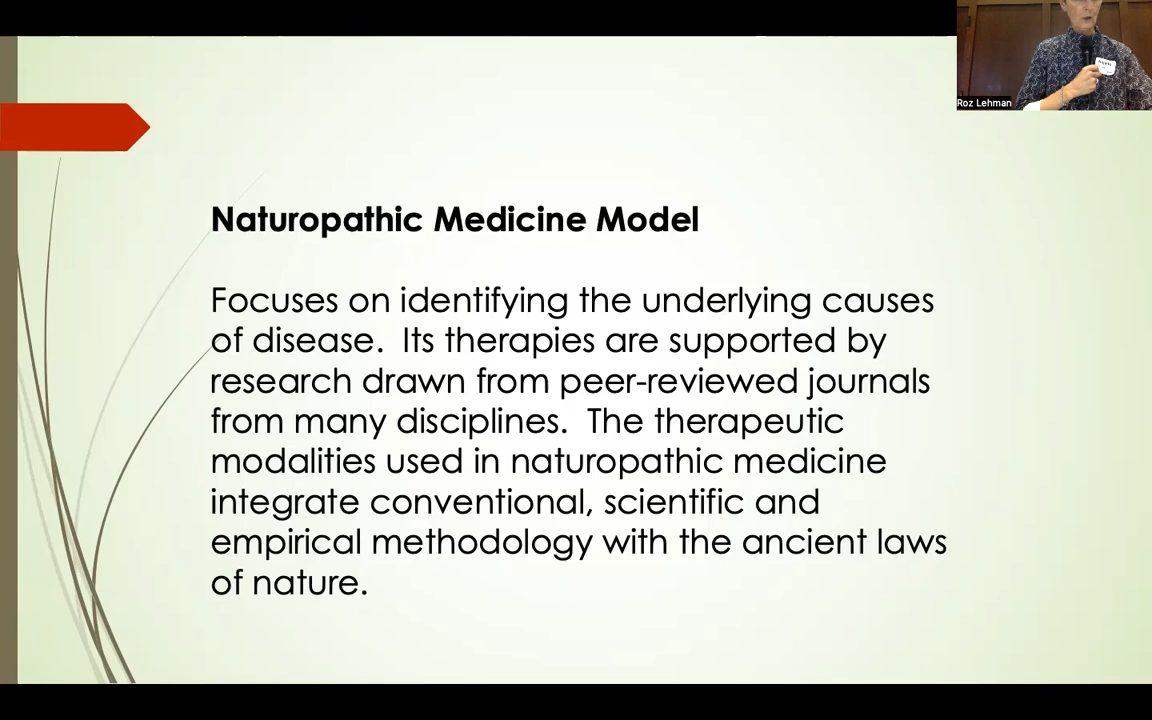 Roz Lehman
Naturopathic Medicine Model
Focuses on identifying the underlying causes
of disease.  Its therapies are supported by
research drawn from peer-reviewed journals
from many disciplines.  The therapeutic
modalities used in naturopathic medicine
integrate conventional, scientific and
empirical methodology with the ancient laws
of nature.